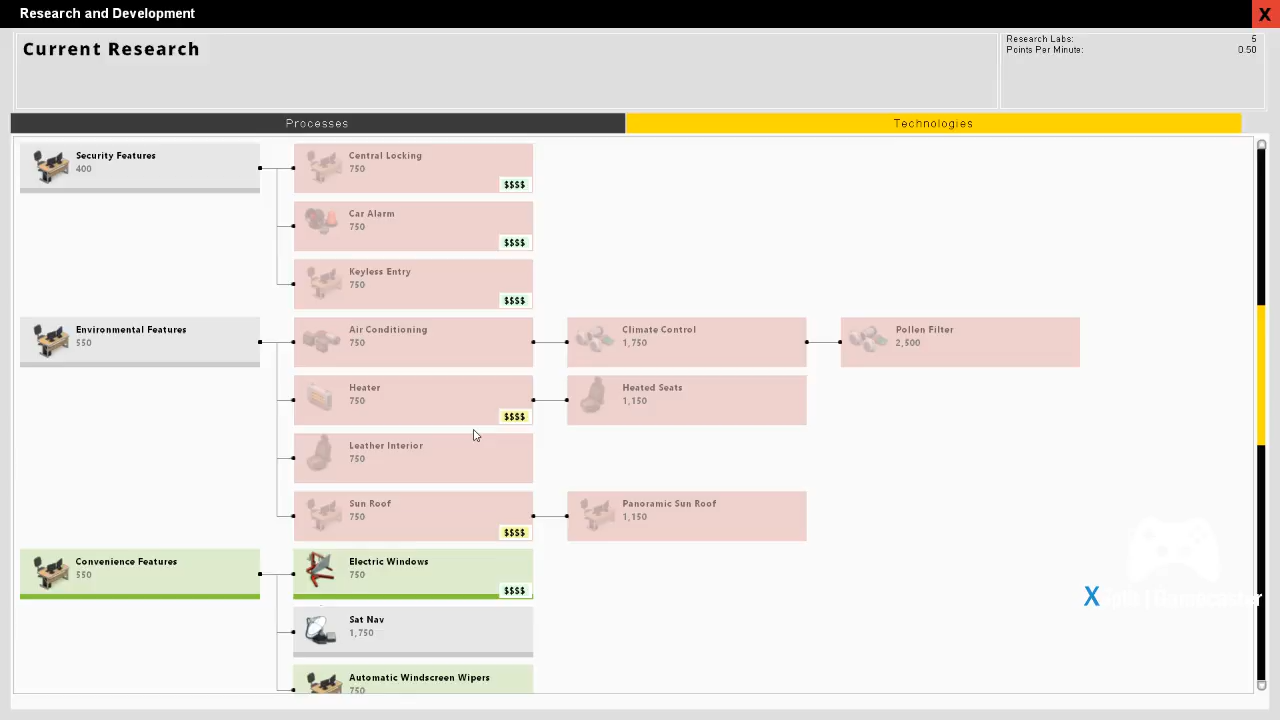 Research and Development
X
Current Research
Research Labs: 5
Points Per Minute: 0.50
Processes
Technologies
Security Features
400
Central Locking
750
$$$$
Car Alarm
750
$$$$
Keyless Entry
750
$$$$
Environmental Features
550
Air Conditioning
750
Climate Control
1,750
Pollen Filter
2,500
Heater
750
$$$$
Heated Seats
1,150
Leather Interior
750
Sun Roof
750
$$$$
Panoramic Sun Roof
1,150
Convenience Features
550
Electric Windows
750
$$$$
Sat Nav
1,750
Automatic Windscreen Wipers
750
XSplit | Gamecaster